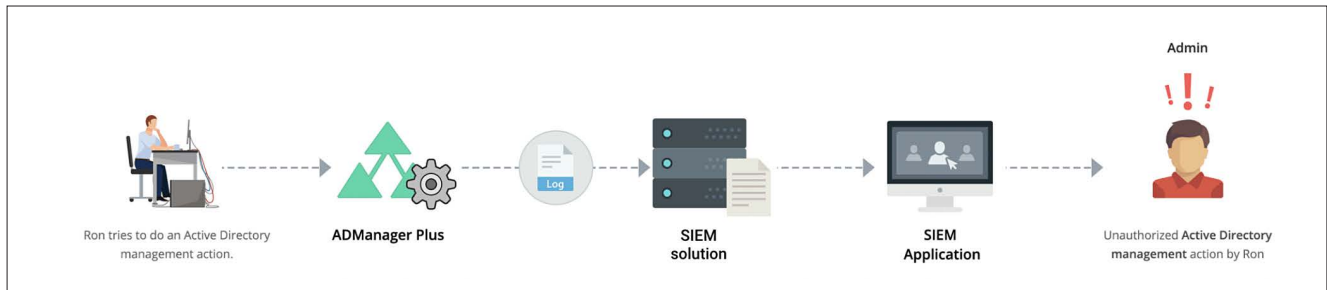 Admin
Log
Ron tries to do an Active Directory
management action.
ADManager Plus
SIEM
solution
SIEM
Application
Unauthorized Active Directory
management action by Ron